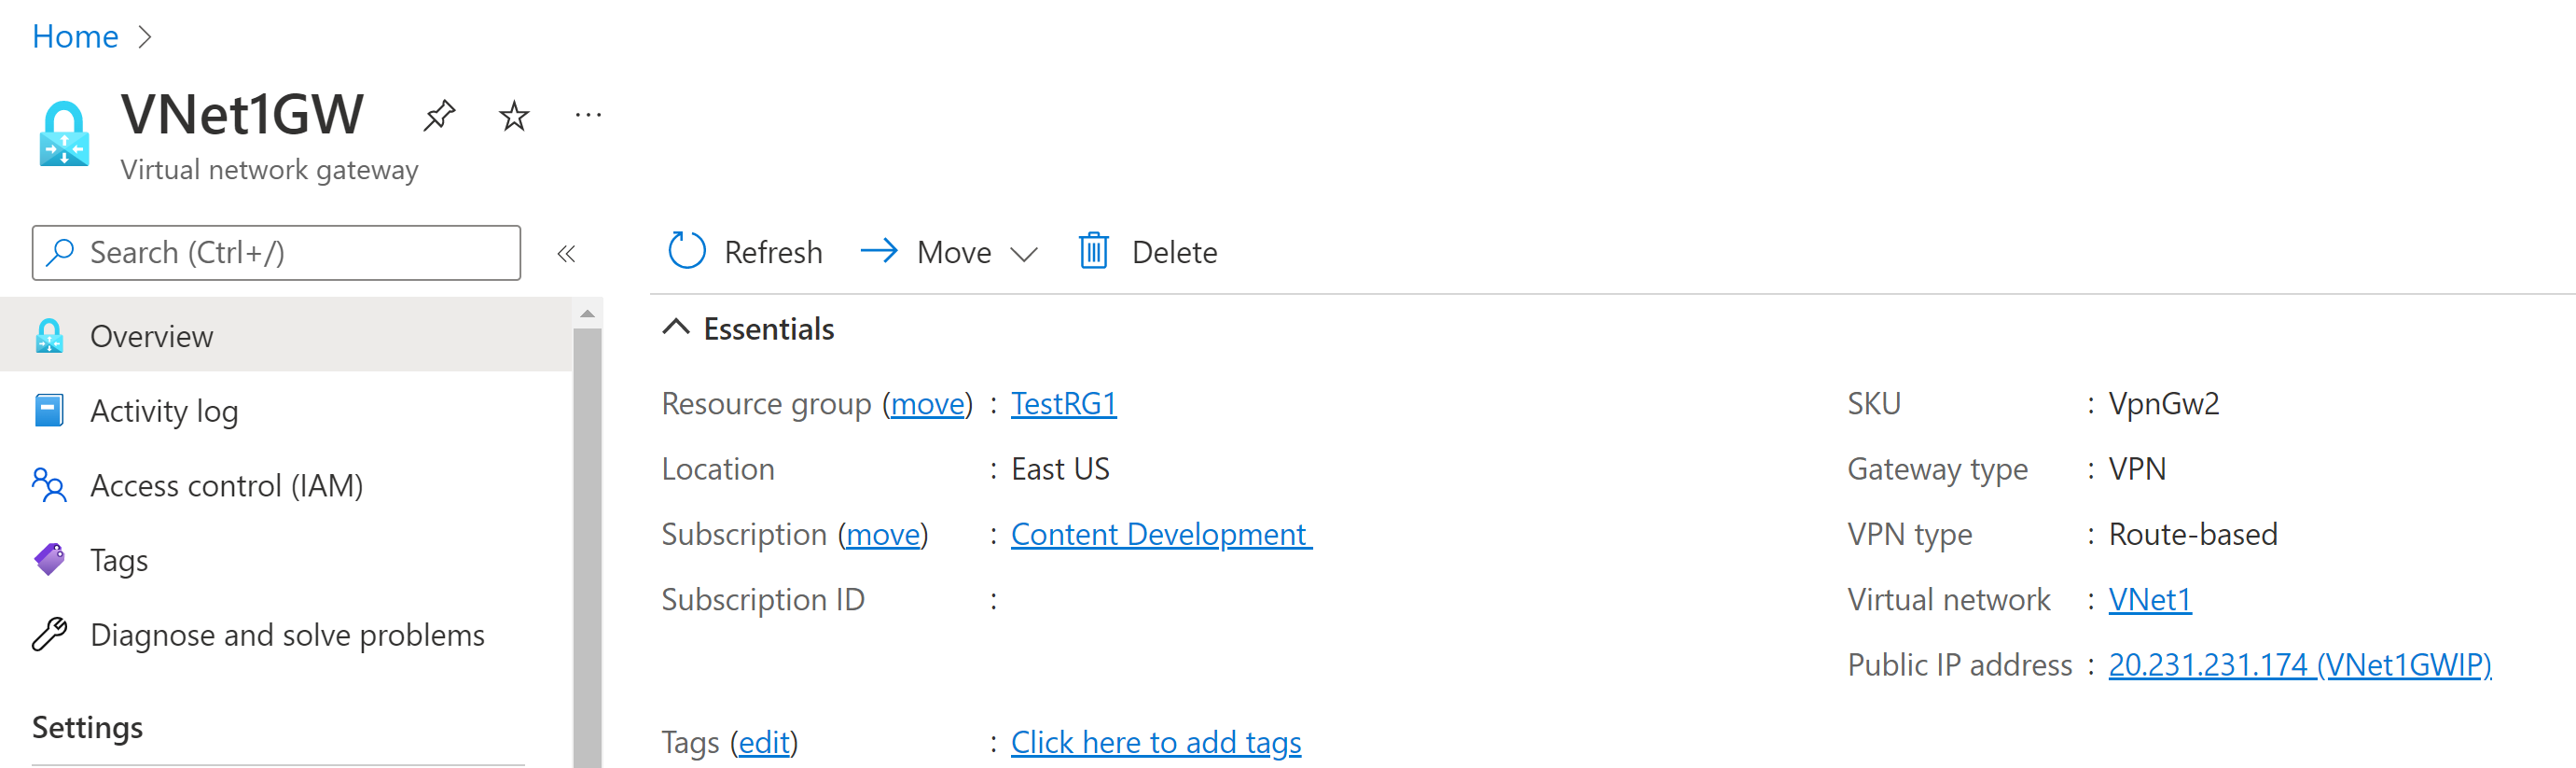 Home
VNet1GW
Virtual network gateway
Search (Ctrl+/)
Refresh Move Delete
Overview
Activity log
Access control (IAM)
Tags
Diagnose and solve problems
Settings
Essentials
Resource group (move) : TestRG1
Location : East US
Subscription (move) : Content Development
Subscription ID :
Tags (edit) : Click here to add tags
SKU : VpnGw2
Gateway type : VPN
VPN type : Route-based
Virtual network : VNet1
Public IP address : 20.231.231.174 (VNet1GWIP)